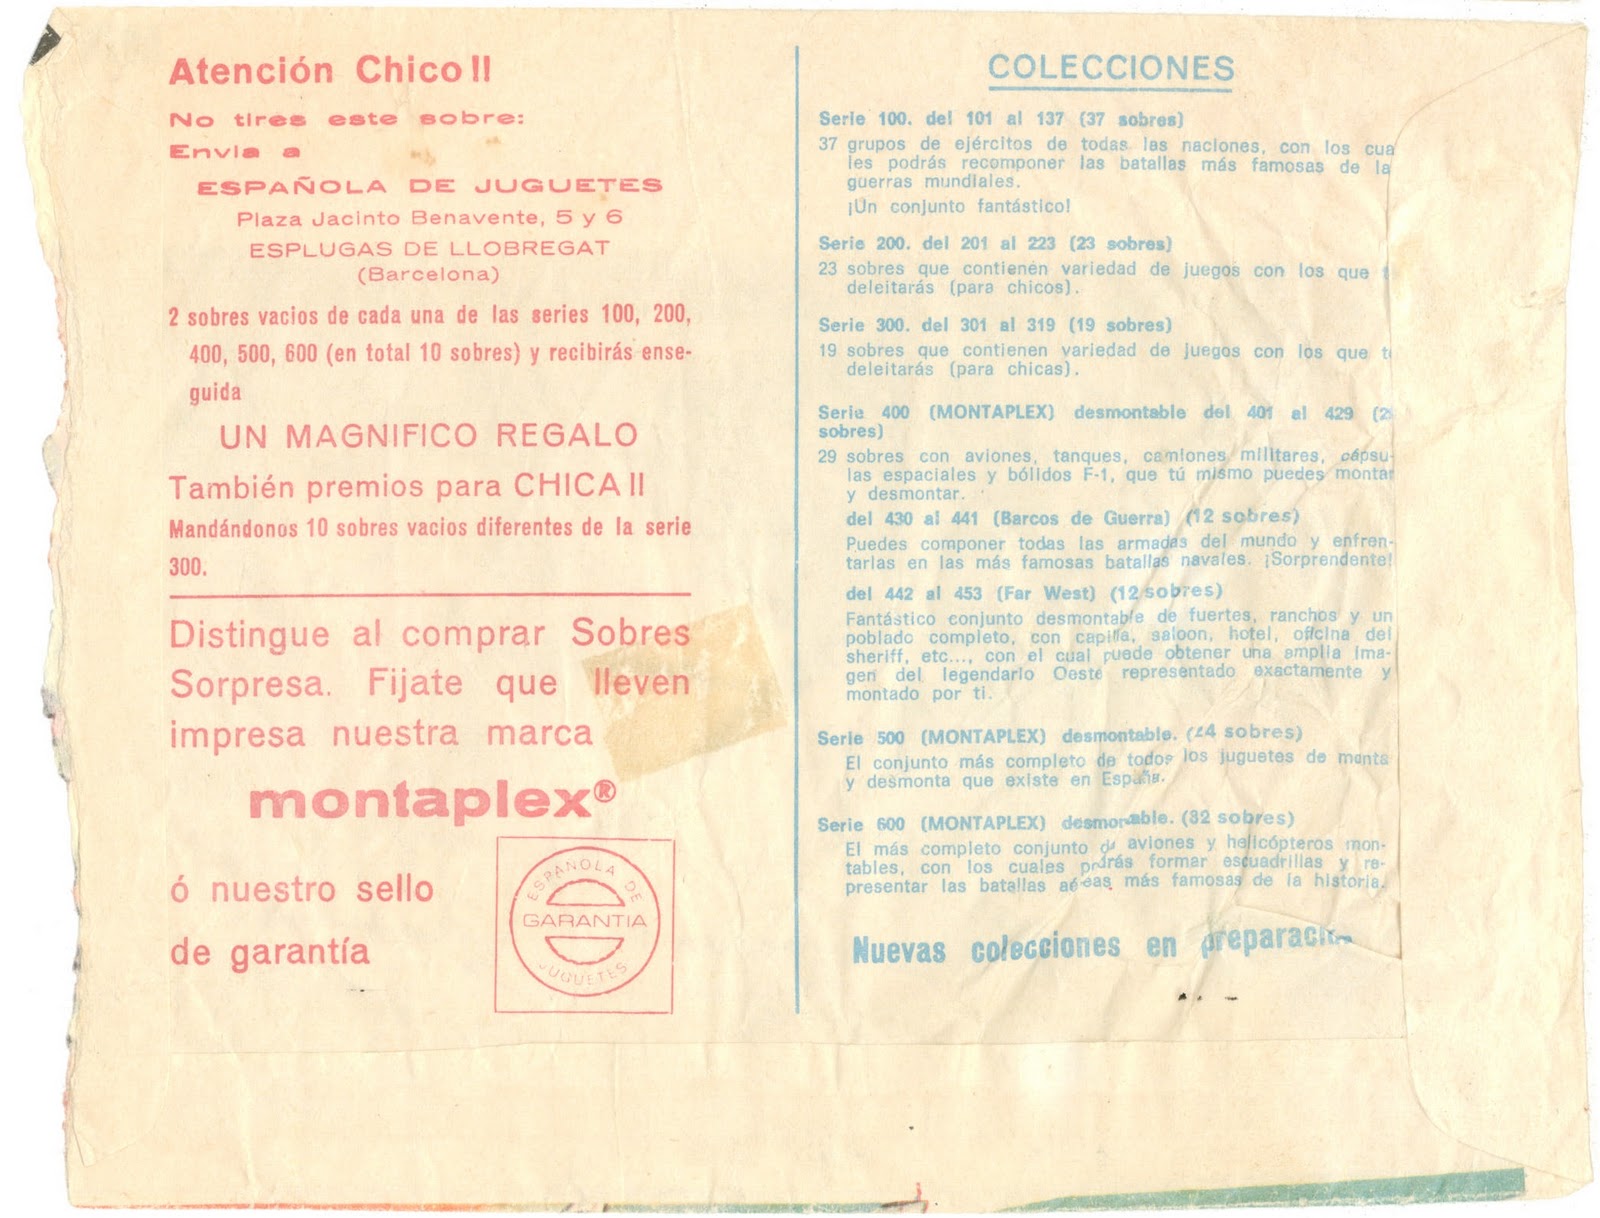 Atención Chico !!
No tires este sobre:
Envia a
ESPAÑOLA DE JUGUETES
Plaza Jacinto Benavente, 5 y 6
ESPLUGAS DE LLOBREGAT
(Barcelona)
2 sobres vacios de cada una de las series 100, 200,
400, 500, 600 (en total 10 sobres) y recibirás ense-
guida
UN MAGNIFICO REGALO
También premios para CHICA !!
Mandándonos 10 sobres vacios diferentes de la serie
300.
Distingue al comprar Sobres
Sorpresa. Fijate que lleven
impresa nuestra marca
montaplex®
ó nuestro sello
de garantía
ESPAÑOLA DE
GARANTIA
JUGUETES
COLECCIONES
Serie 100. del 101 al 137 (37 sobres)
37 grupos de ejércitos de todas las naciones, con los cua
les podrás recomponer las batallas más famosas de la
guerras mundiales.
¡Un conjunto fantástico!
Serie 200. del 201 al 223 (23 sobres)
23 sobres que contienen variedad de juegos con los que
deleitarás (para chicos).
Serie 300. del 301 al 319 (19 sobres)
19 sobres que contienen variedad de juegos con los que t
deleitarás (para chicas).
Serie 400 (MONTAPLEX) desmontable del 401 al 429 (29
sobres)
29 sobres con aviones, tanques, camiones militares, cápsu-
las espaciales y bólidos F-1, que tú mismo puedes montar
y desmontar.
del 430 al 441 (Barcos de Guerra) (12 sobres)
Puedes componer todas las armadas del mundo y enfren-
tarlas en las más famosas batallas navales. ¡Sorprendente!
del 442 al 453 (Far West) (12 sobres)
Fantástico conjunto desmontable de fuertes, ranchos y un
poblado completo, con capilla, saloon, hotel, oficina del
sheriff, etc..., con el cual puede obtener una amplia ima-
gen del legendario Oeste representado exactamente y
montado por ti.
Serie 500 (MONTAPLEX) desmontable. (44 sobres)
El conjunto más completo de todos los juguetes de monta
y desmonta que existe en España.
Serie 600 (MONTAPLEX) desmontable. (32 sobres)
El más completo conjunto de aviones y helicópteros mon-
tables, con los cuales podrás formar escuadrillas y re-
presentar las batallas aéreas más famosas de la historia.
Nuevas colecciones en preparación